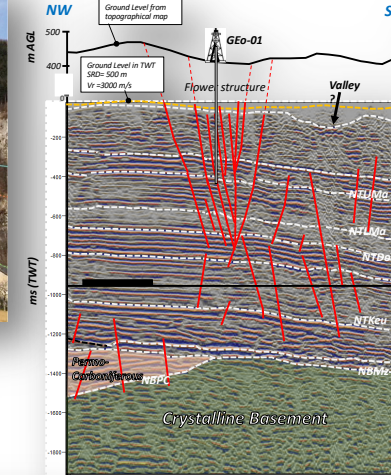 NW
S
Ground Level from
topographical map
m AGL
500
400
GEo-01
Ground Level in TWT
SRD= 500 m
Vr =3000 m/s
Flower structure
Valley
?
0
-200
NTUMa
-400
NTLMa
-600
NTDo
-800
ms (TWT)
-1000
NTKeu
-1200
Permo-
Carboniferous
NBPC
NBMz
-1400
Crystalline Basement
-1600
-1800